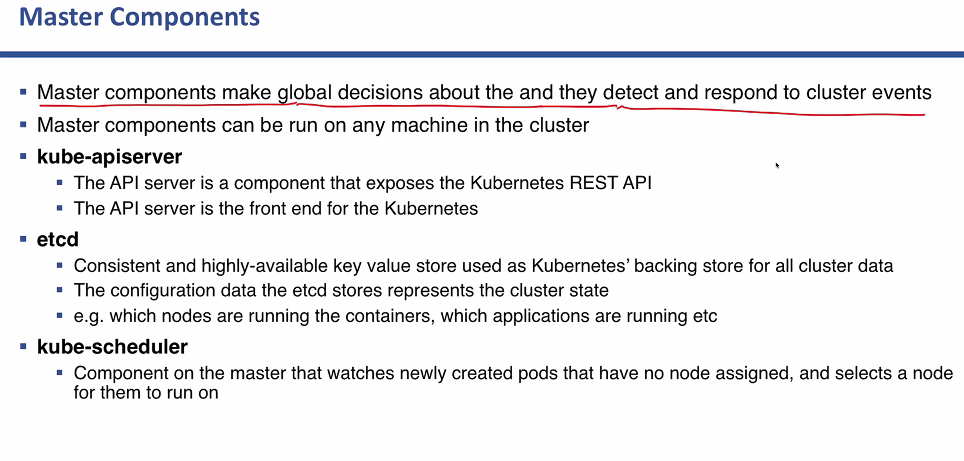 Master Components
▪ Master components make global decisions about the and they detect and respond to cluster events
▪ Master components can be run on any machine in the cluster
▪ kube-apiserver
▪ The API server is a component that exposes the Kubernetes REST API
▪ The API server is the front end for the Kubernetes
▪ etcd
▪ Consistent and highly-available key value store used as Kubernetes’ backing store for all cluster data
▪ The configuration data the etcd stores represents the cluster state
▪ e.g. which nodes are running the containers, which applications are running etc
▪ kube-scheduler
▪ Component on the master that watches newly created pods that have no node assigned, and selects a node
for them to run on